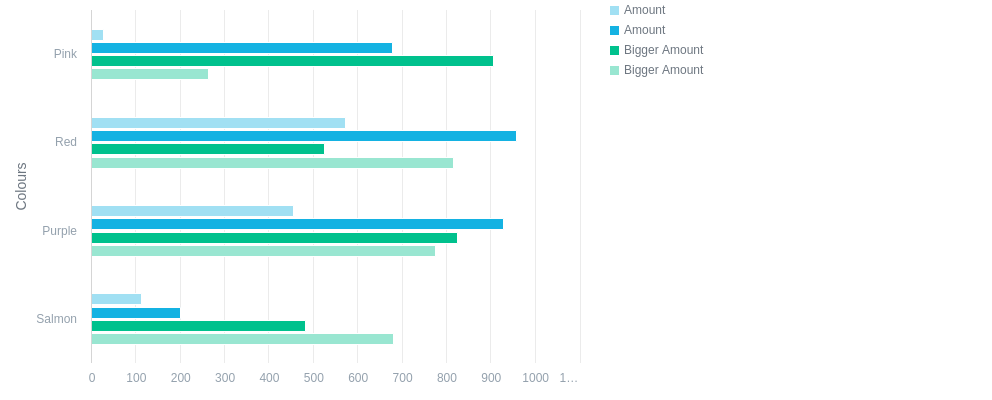 Amount
Amount
Bigger Amount
Bigger Amount
Colours
Pink
Red
Purple
Salmon
0 100 200 300 400 500 600 700 800 900 1000 1…